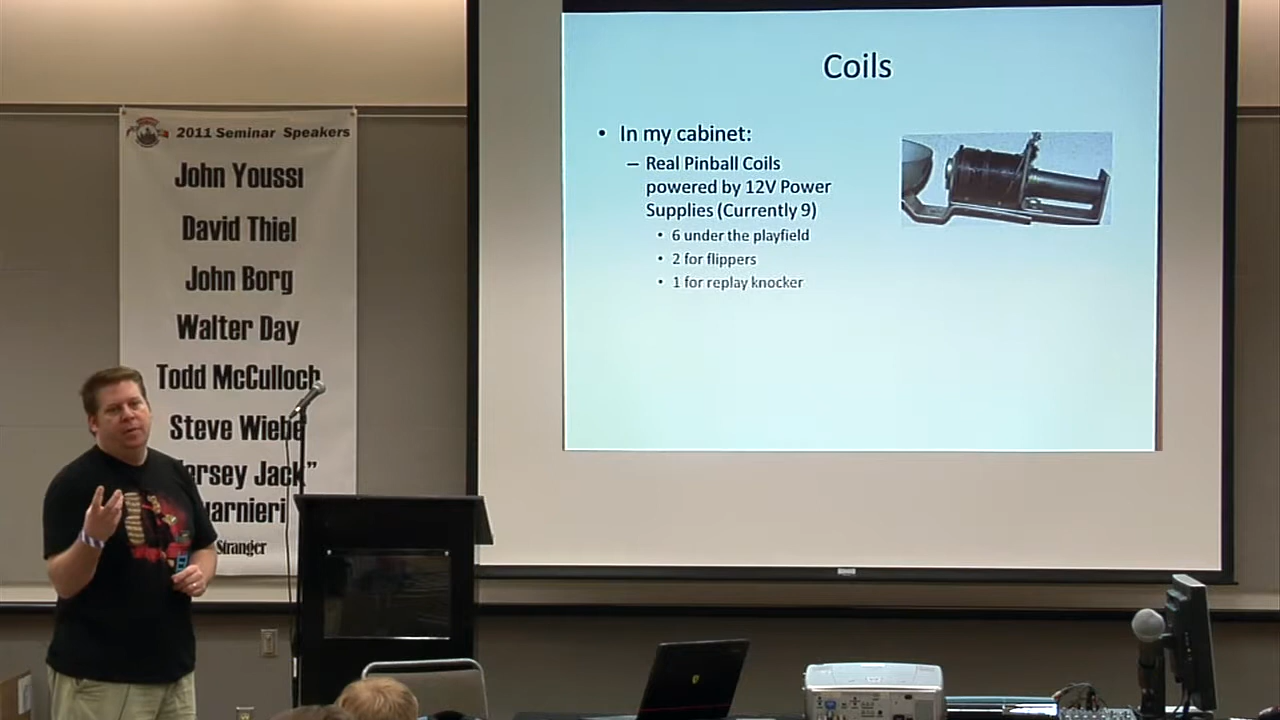 2011 Seminar Speakers
John Youssi
David Thiel
John Borg
Walter Day
Todd McCulloch
Steve Wiebe
ersey Jack"
uarnieri
Stranger
Coils
• In my cabinet:
– Real Pinball Coils
powered by 12V Power
Supplies (Currently 9)
• 6 under the playfield
• 2 for flippers
• 1 for replay knocker